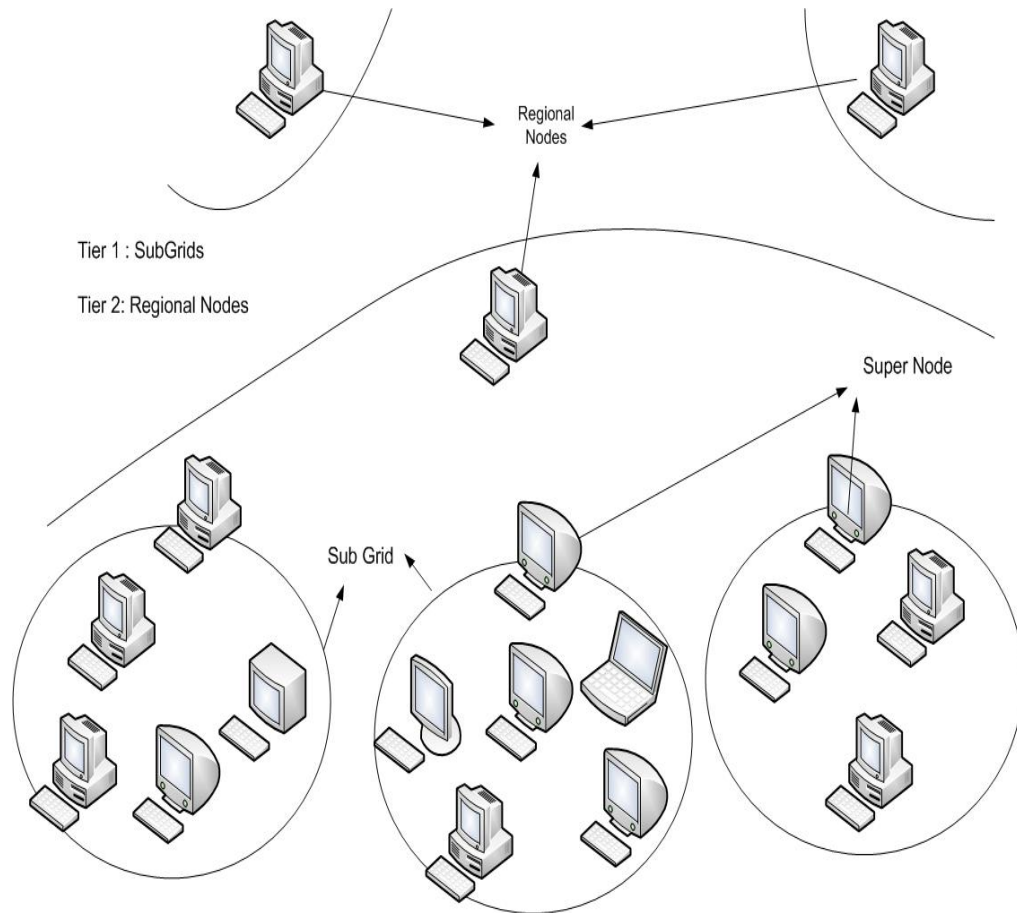 Regional
Nodes
Tier 1 : SubGrids
Tier 2: Regional Nodes
Super Node
Sub Grid